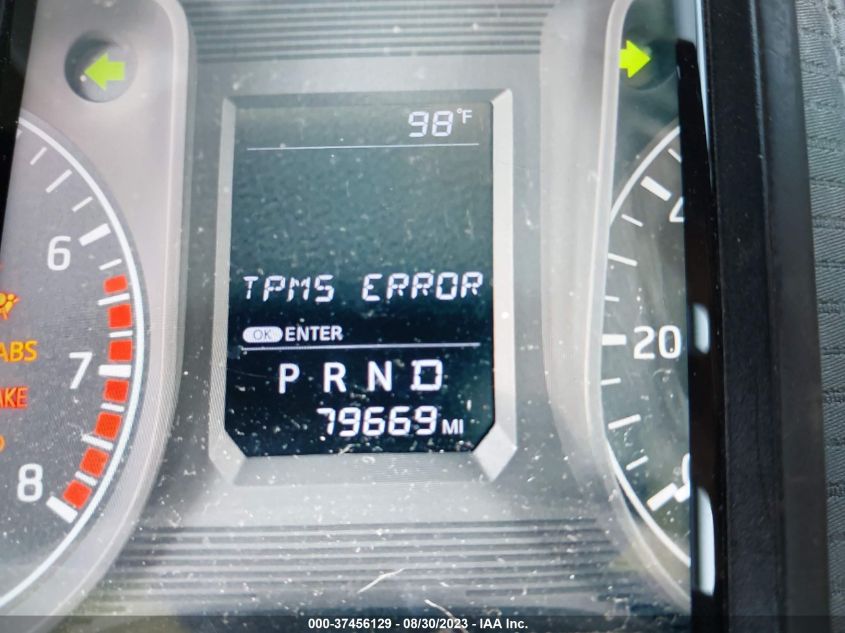 98°F
TPMS ERROR
OK ENTER
P R N D
79669 MI
6
7
8
ABS
20
000-37456129 - 08/30/2023 - IAA Inc.